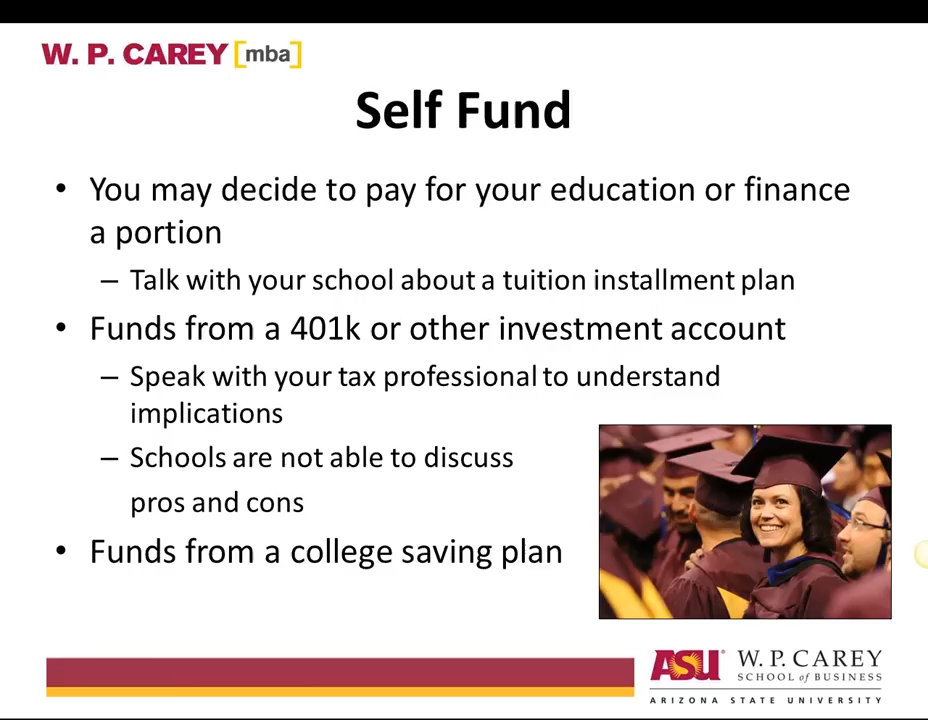 W. P. CAREY [mba]
Self Fund
• You may decide to pay for your education or finance
a portion
– Talk with your school about a tuition installment plan
• Funds from a 401k or other investment account
– Speak with your tax professional to understand
implications
– Schools are not able to discuss
pros and cons
• Funds from a college saving plan
ASU W. P. CAREY
SCHOOL of BUSINESS
ARIZONA STATE UNIVERSITY